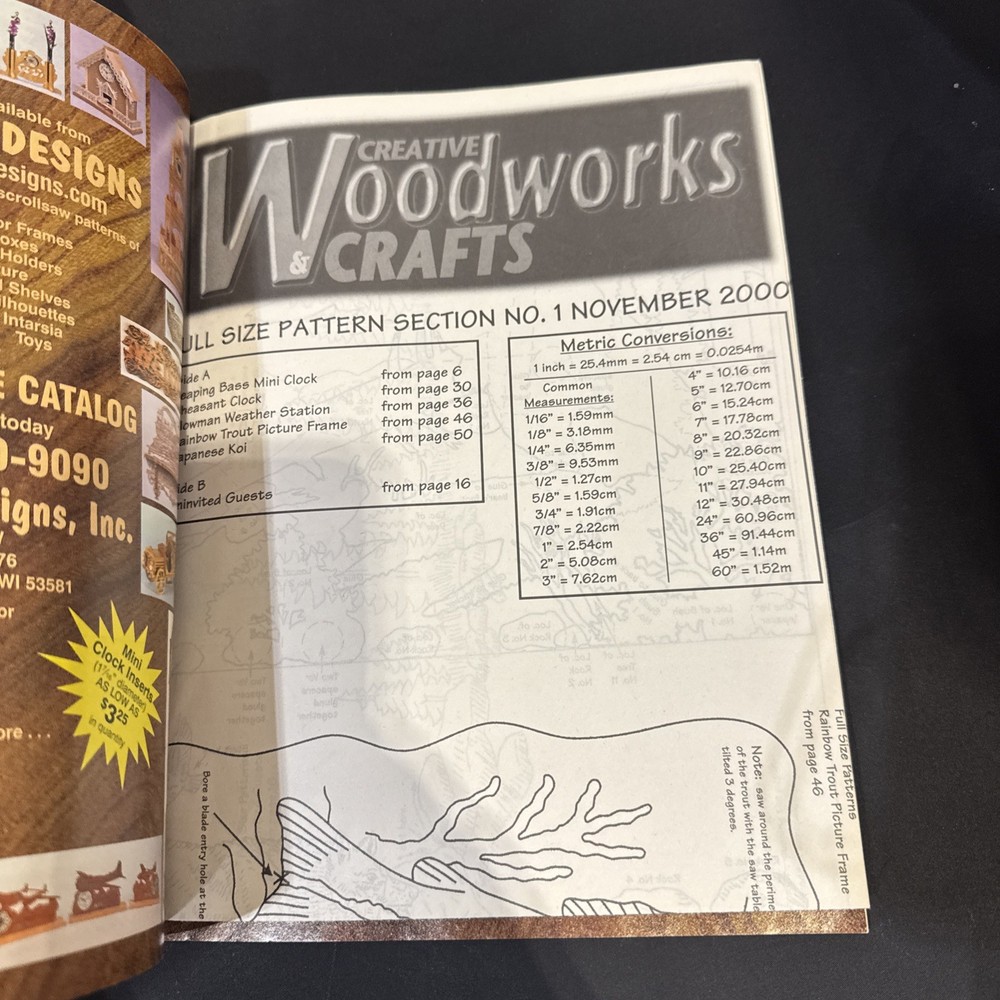 ailable from
DESIGNS
esigns.com
scrollsaw patterns of
or Frames
oxes
Holders
ure
Shelves
lhouettes
Intarsia
Toys
E CATALOG
today
0-9090
igns, Inc.
76
WI 53581
or
Mini
Clock Inserts
diameter)
AS LOW AS
$3.25
in quantity
ore . . .
CREATIVE
Woodworks
& CRAFTS
ULL SIZE PATTERN SECTION NO. 1 NOVEMBER 2000
ide A
eaping Bass Mini Clock from page 6
heasant Clock from page 30
lowman Weather Station from page 36
ainbow Trout Picture Frame from page 46
apanese Koi from page 50
ide B
ninvited Guests from page 16
Metric Conversions:
1 inch = 25.4mm = 2.54 cm = 0.0254m
Common
Measurements:
1/16" = 1.59mm
1/8" = 3.18mm
1/4" = 6.35mm
3/8" = 9.53mm
1/2" = 1.27cm
5/8" = 1.59cm
3/4" = 1.91cm
7/8" = 2.22cm
1" = 2.54cm
2" = 5.08cm
3" = 7.62cm
4" = 10.16 cm
5" = 12.70cm
6" = 15.24cm
7" = 17.78cm
8" = 20.32cm
9" = 22.86cm
10" = 25.40cm
11" = 27.94cm
12" = 30.48cm
24" = 60.96cm
36" = 91.44cm
45" = 1.14m
60" = 1.52m
Full Size Patterns
Rainbow Trout Picture Frame
from page 46
Note: saw around the perime
of the trout with the saw table
tilted 3 degrees.
Bore a blade entry hole at the